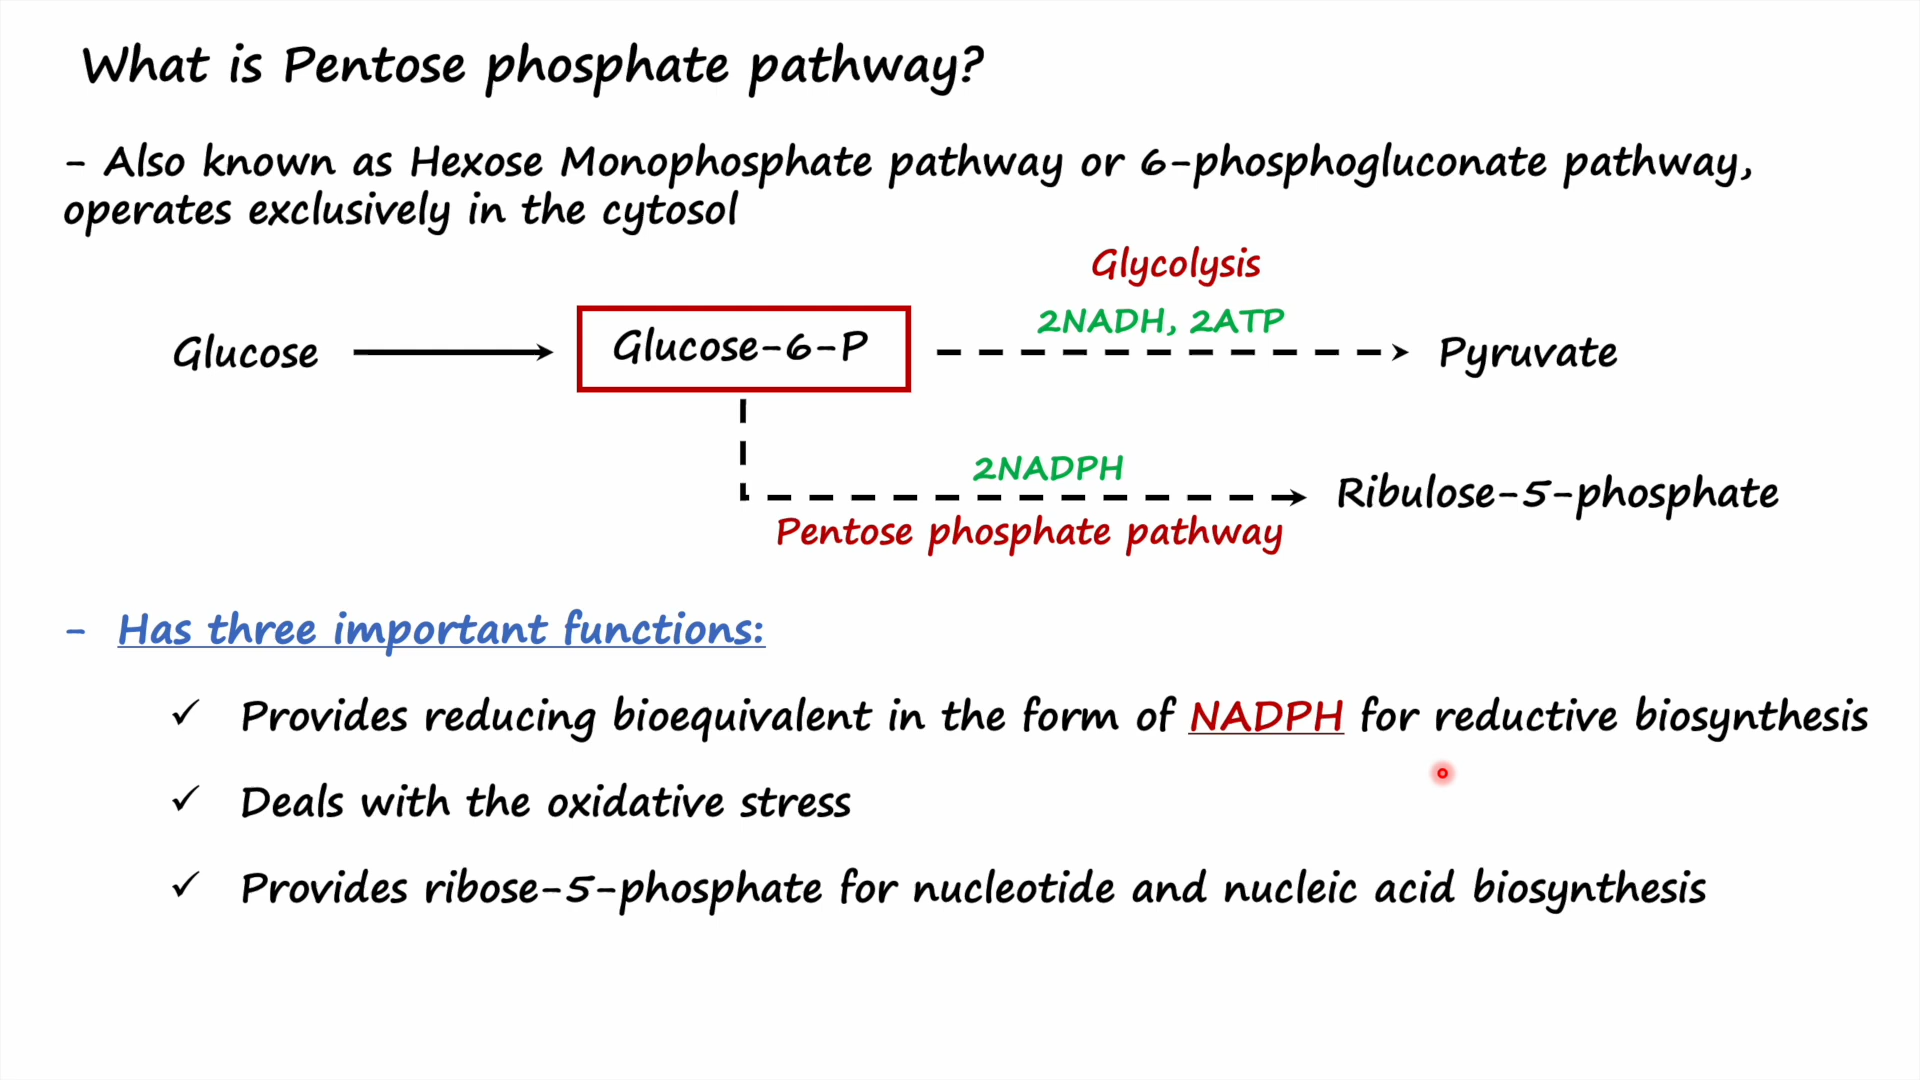 What is Pentose phosphate pathway?
- Also known as Hexose Monophosphate pathway or 6-phosphogluconate pathway,
operates exclusively in the cytosol
Glycolysis
2NADH, 2ATP
Glucose
Glucose-6-P
Pyruvate
2NADPH
Ribulose-5-phosphate
Pentose phosphate pathway
- Has three important functions:
✓ Provides reducing bioequivalent in the form of NADPH for reductive biosynthesis
✓ Deals with the oxidative stress
✓ Provides ribose-5-phosphate for nucleotide and nucleic acid biosynthesis